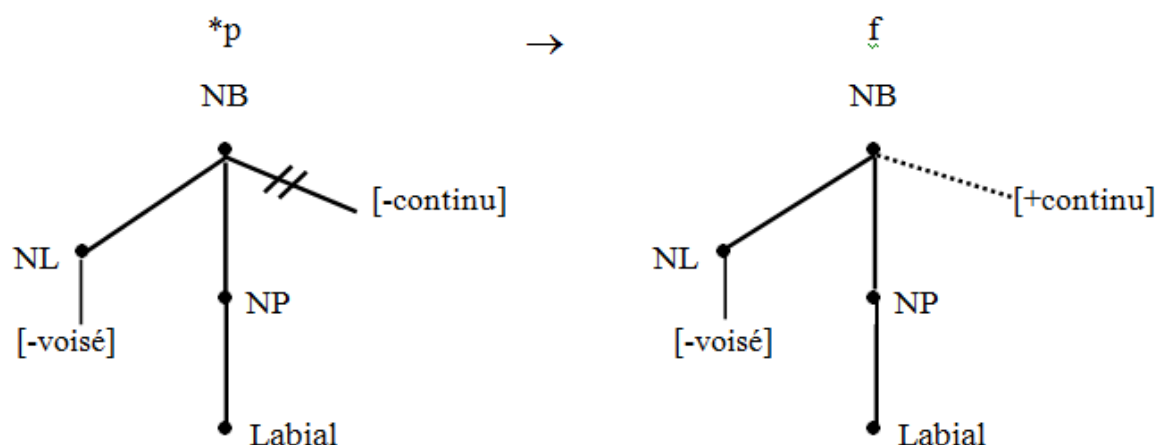 *p → f
NB NB
[-continu] [+continu]
NL NL
NP NP
[-voisé] [-voisé]
Labial Labial